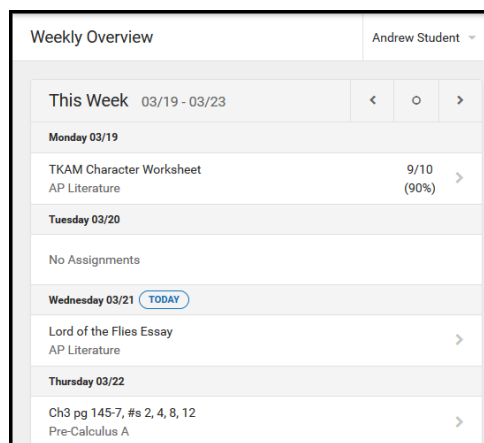 Weekly Overview
Andrew Student
This Week 03/19 - 03/23
Monday 03/19
TKAM Character Worksheet
9/10
AP Literature
(90%)
Tuesday 03/20
No Assignments
Wednesday 03/21 TODAY
Lord of the Flies Essay
AP Literature
Thursday 03/22
Ch3 pg 145-7, #s 2, 4, 8, 12
Pre-Calculus A